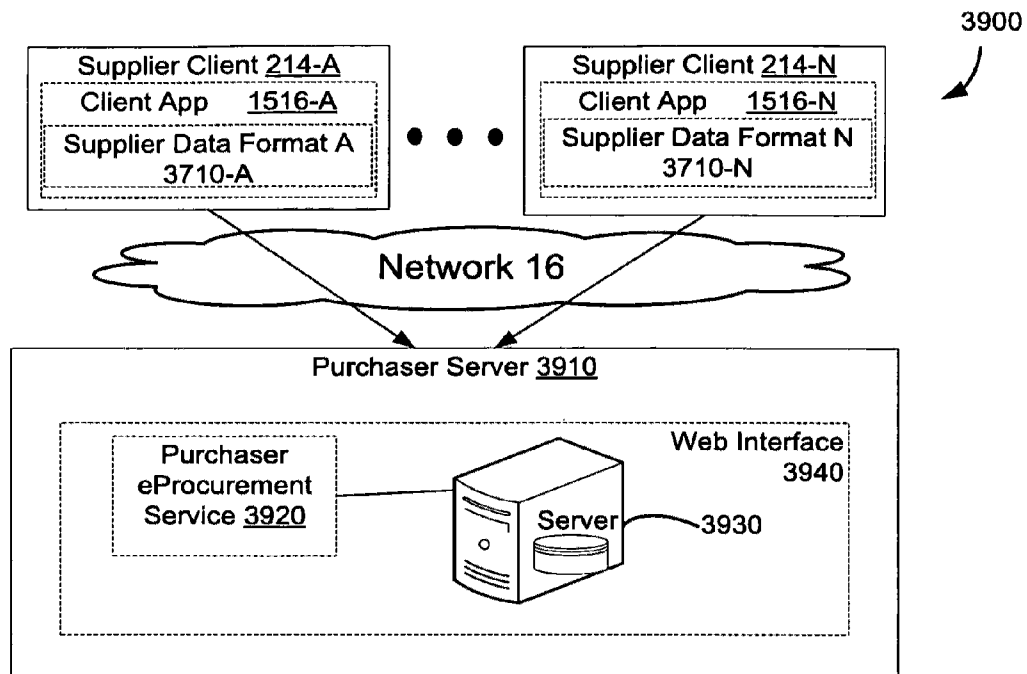 3900
Supplier Client 214-A
Client App 1516-A
Supplier Data Format A
3710-A
Supplier Client 214-N
Client App 1516-N
Supplier Data Format N
3710-N
Network 16
Purchaser Server 3910
Purchaser
eProcurement
Service 3920
Server
3930
Web Interface
3940